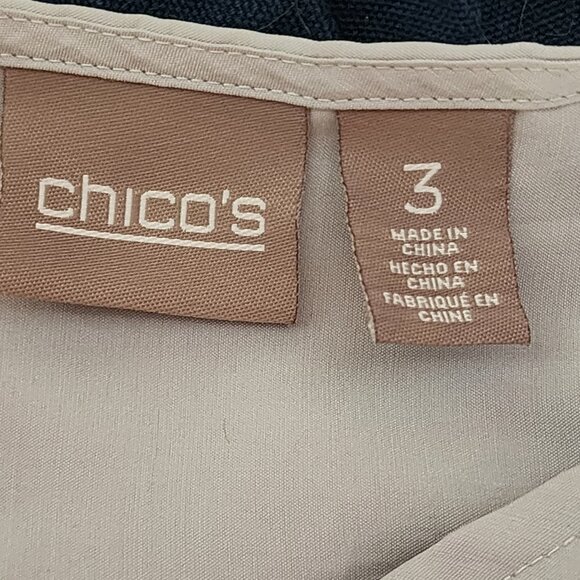 chico's
3
MADE IN
CHINA
HECHO EN
CHINA
FABRIQUÉ EN
CHINE